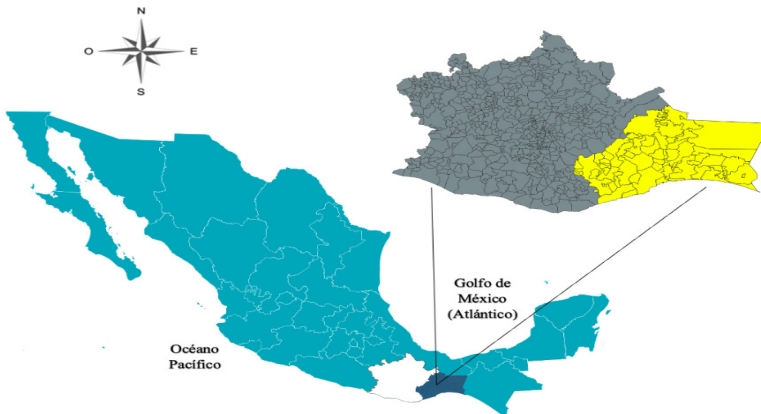 N
O
E
S
Golfo de
México
(Atlántico)
Océano
Pacífico